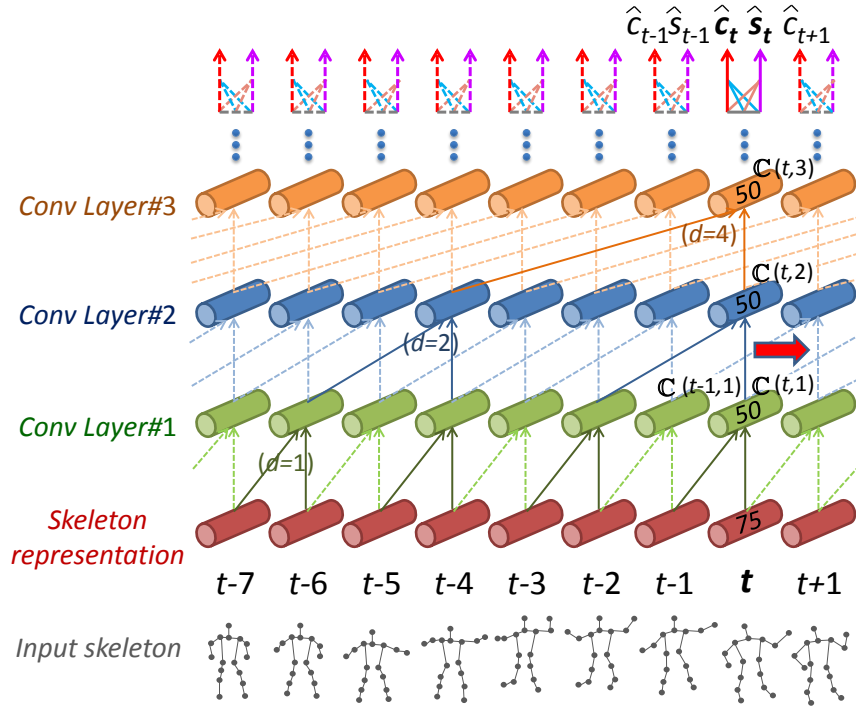 ĉt-1 ŝt-1 ĉt ŝt ĉt+1
ℂ(t,3)
Conv Layer#3
50
(d=4)
ℂ(t,2)
Conv Layer#2
50
(d=2)
ℂ(t-1,1) ℂ(t,1)
Conv Layer#1
50
(d=1)
Skeleton
representation
75
t-7 t-6 t-5 t-4 t-3 t-2 t-1 t t+1
Input skeleton